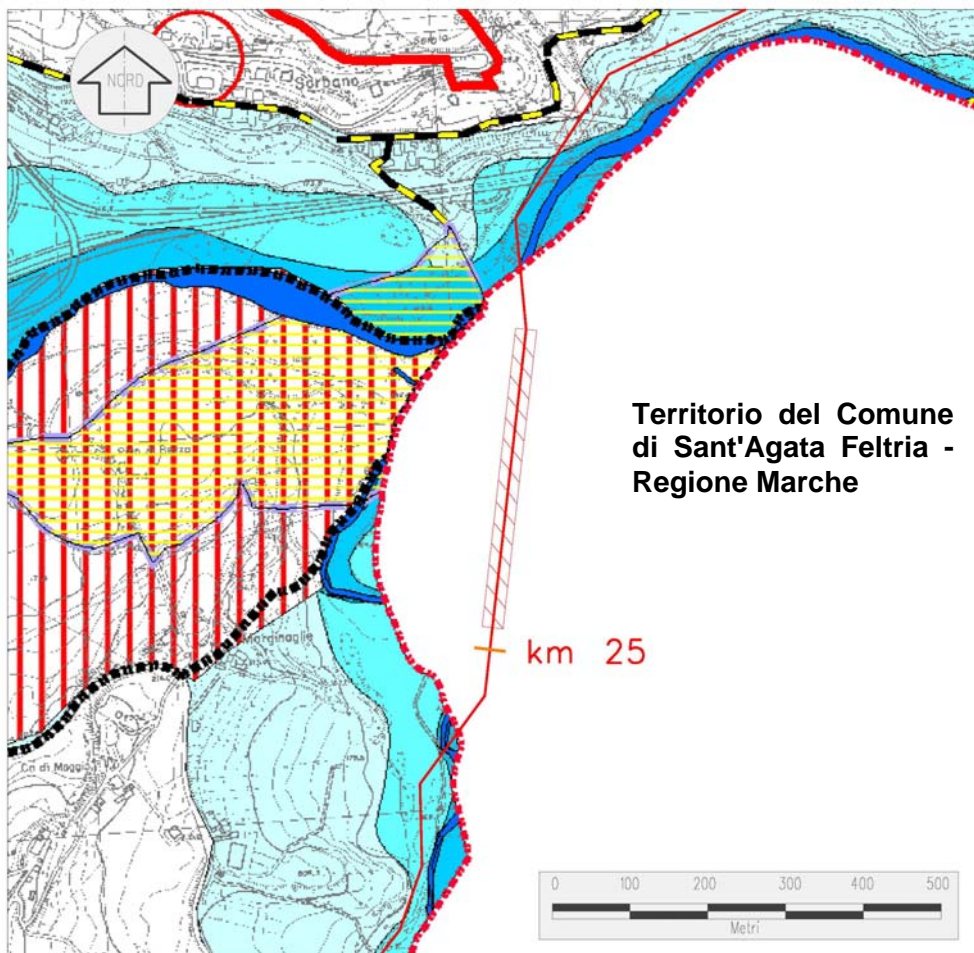 NORD
Sorbano
Territorio del Comune
di Sant'Agata Feltria -
Regione Marche
km 25
Marginaglie
Ca di Maggio
0 100 200 300 400 500
Metri